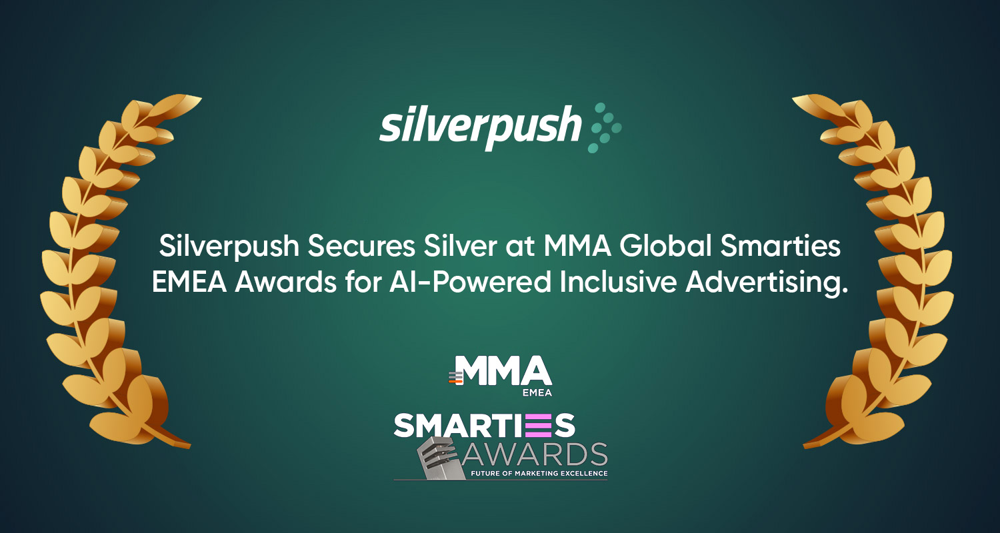 silverpush
Silverpush Secures Silver at MMA Global Smarties
EMEA Awards for AI-Powered Inclusive Advertising.
MMA
EMEA
SMARTIES
AWARDS
FUTURE OF MARKETING EXCELLENCE